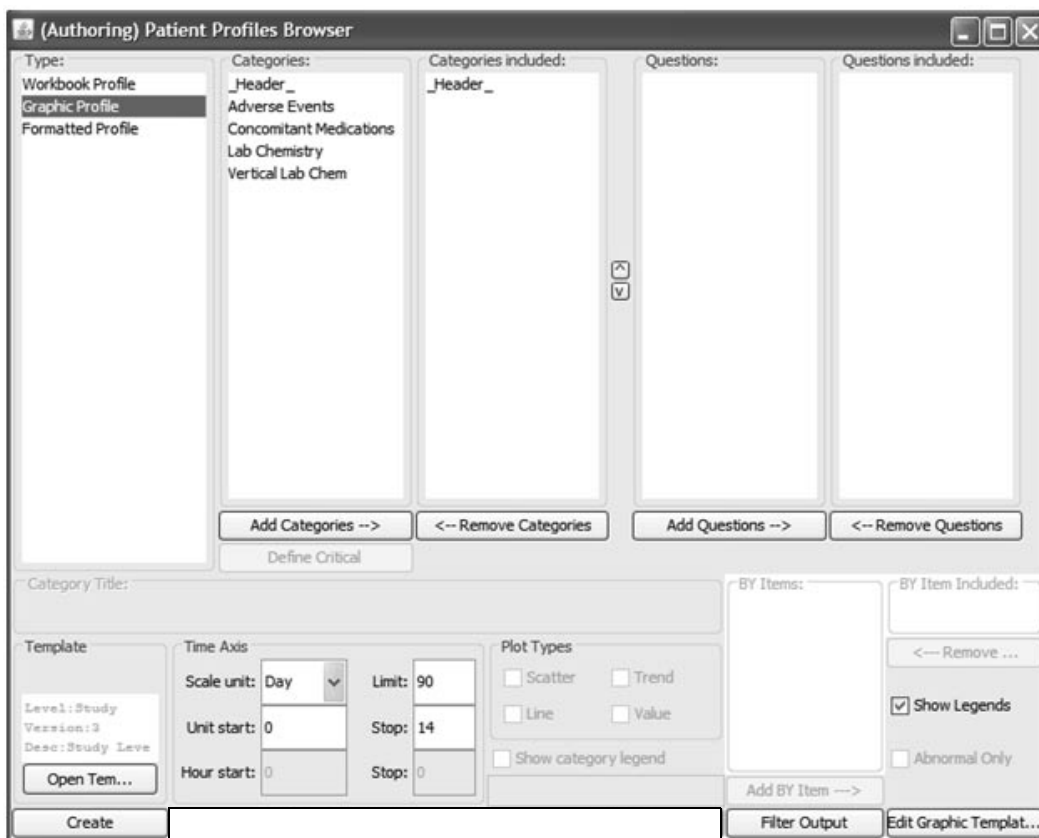 (Authoring) Patient Profiles Browser
Type:
Workbook Profile
Graphic Profile
Formatted Profile
Categories:
_Header_
Adverse Events
Concomitant Medications
Lab Chemistry
Vertical Lab Chem
Categories included:
_Header_
Questions:
Questions included:
^
v
Add Categories -->
<-- Remove Categories
Add Questions -->
<-- Remove Questions
Define Critical
Category Title:
BY Items:
BY Item Included:
Template
Level:Study
Version:3
Desc:Study Leve
Open Tem...
Time Axis
Scale unit: Day
Limit: 90
Unit start: 0
Stop: 14
Hour start: 0
Stop: 0
Plot Types
Scatter
Trend
Line
Value
Show category legend
<--- Remove ...
Show Legends
Abnormal Only
Add BY Item --->
Create
Filter Output
Edit Graphic Templat...